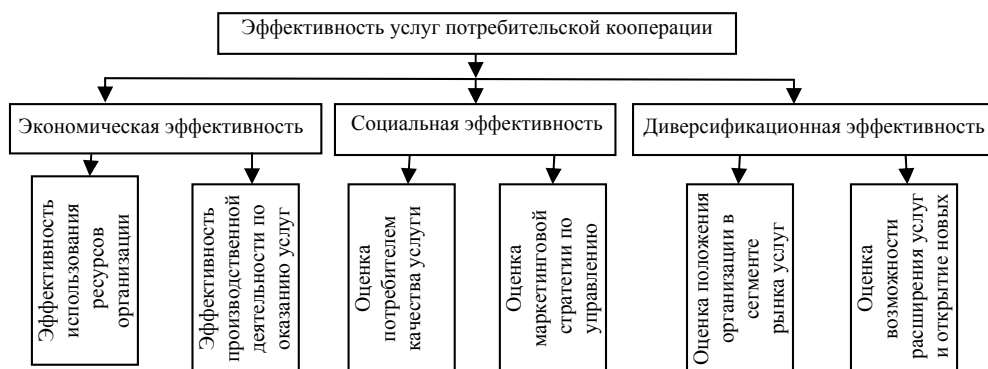 Эффективность услуг потребительской кооперации
Экономическая эффективность
Социальная эффективность
Диверсификационная эффективность
Эффективность
использования
ресурсов
организации
Эффективность
производственной
деятельности по
оказанию услуг
Оценка
потребителем
качества услуги
Оценка
маркетинговой
стратегии по
управлению
Оценка положения
организации в
сегменте
рынка услуг
Оценка
возможности
расширения услуг
и открытие новых